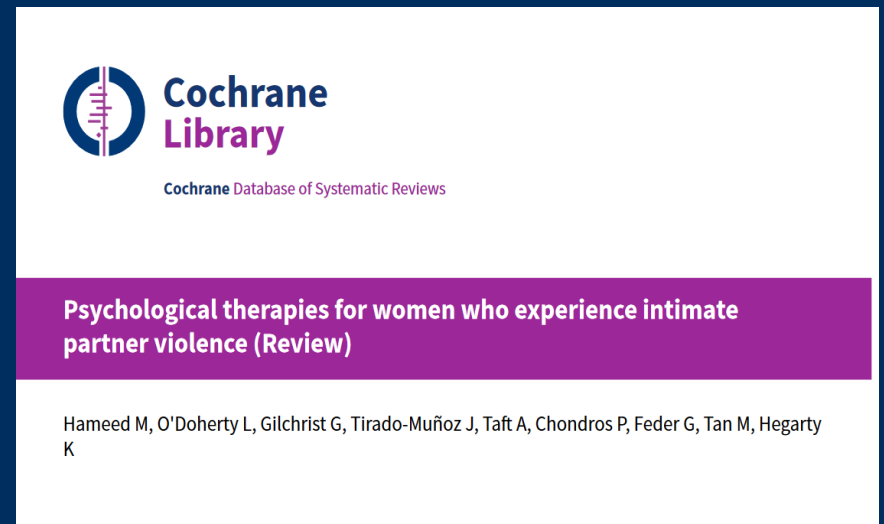 Cochrane
Library
Cochrane Database of Systematic Reviews
Psychological therapies for women who experience intimate
partner violence (Review)
Hameed M, O'Doherty L, Gilchrist G, Tirado-Muñoz J, Taft A, Chondros P, Feder G, Tan M, Hegarty
K